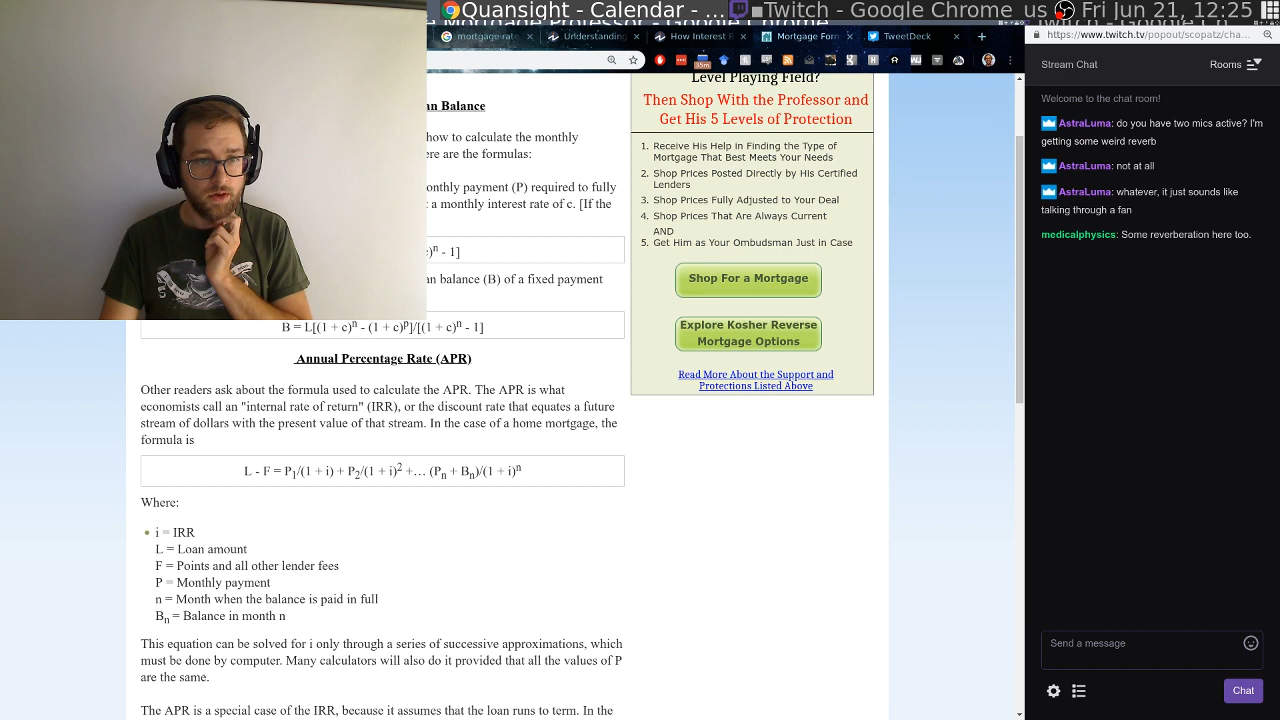 Quansight - Calendar - ...
Twitch - Google Chrome
us
Fri Jun 21, 12:25
mortgage rate
Understanding
How Interest R
Mortgage Form
TweetDeck
35m
https://www.twitch.tv/popout/scopatz/cha...
an Balance
how to calculate the monthly
ere are the formulas:
onthly payment (P) required to fully
t a monthly interest rate of c. [If the
c)n - 1]
an balance (B) of a fixed payment
B = L[(1 + c)n - (1 + c)p]/[(1 + c)n - 1]
Annual Percentage Rate (APR)
Other readers ask about the formula used to calculate the APR. The APR is what
economists call an "internal rate of return" (IRR), or the discount rate that equates a future
stream of dollars with the present value of that stream. In the case of a home mortgage, the
formula is
L - F = P1/(1 + i) + P2/(1 + i)2 +… (Pn + Bn)/(1 + i)n
Where:
i = IRR
L = Loan amount
F = Points and all other lender fees
P = Monthly payment
n = Month when the balance is paid in full
Bn = Balance in month n
This equation can be solved for i only through a series of successive approximations, which
must be done by computer. Many calculators will also do it provided that all the values of P
are the same.
The APR is a special case of the IRR, because it assumes that the loan runs to term. In the
Level Playing Field?
Then Shop With the Professor and
Get His 5 Levels of Protection
1. Receive His Help in Finding the Type of
Mortgage That Best Meets Your Needs
2. Shop Prices Posted Directly by His Certified
Lenders
3. Shop Prices Fully Adjusted to Your Deal
4. Shop Prices That Are Always Current
AND
5. Get Him as Your Ombudsman Just in Case
Shop For a Mortgage
Explore Kosher Reverse
Mortgage Options
Read More About the Support and
Protections Listed Above
Stream Chat
Rooms
Welcome to the chat room!
AstraLuma: do you have two mics active? I'm
getting some weird reverb
AstraLuma: not at all
AstraLuma: whatever, it just sounds like
talking through a fan
medicalphysics: Some reverberation here too.
Send a message
Chat